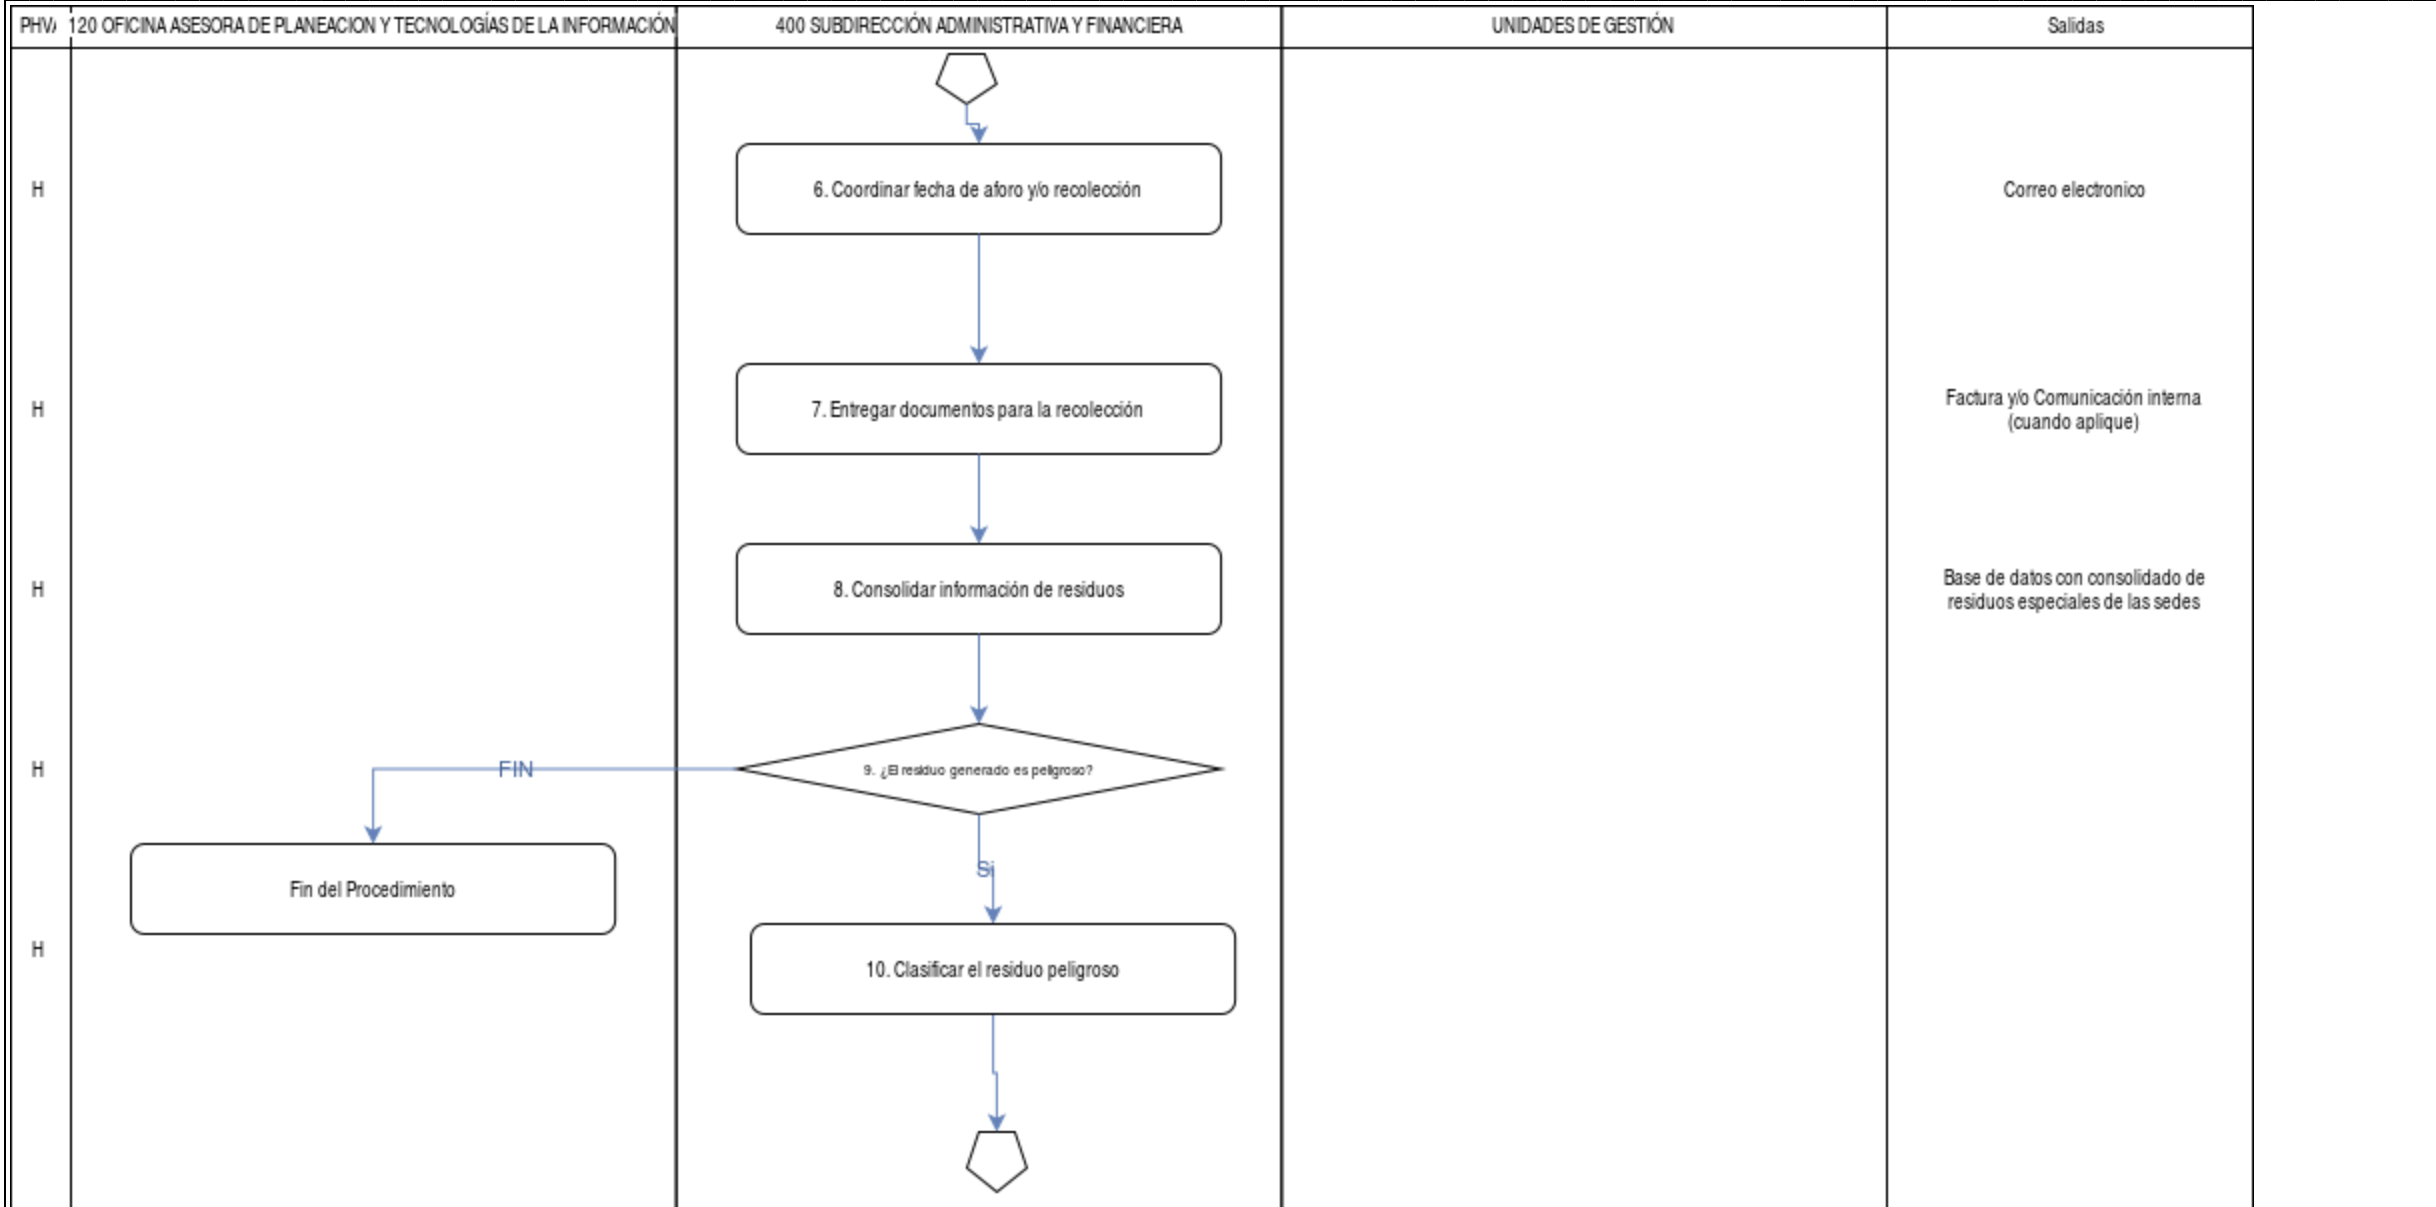 PHVA
120 OFICINA ASESORA DE PLANEACION Y TECNOLOGÍAS DE LA INFORMACIÓN
400 SUBDIRECCIÓN ADMINISTRATIVA Y FINANCIERA
UNIDADES DE GESTIÓN
Salidas
H
6. Coordinar fecha de aforo y/o recolección
Correo electronico
H
7. Entregar documentos para la recolección
Factura y/o Comunicación interna
(cuando aplique)
H
8. Consolidar información de residuos
Base de datos con consolidado de
residuos especiales de las sedes
H
FIN
9. ¿El residuo generado es peligroso?
Si
Fin del Procedimiento
H
10. Clasificar el residuo peligroso